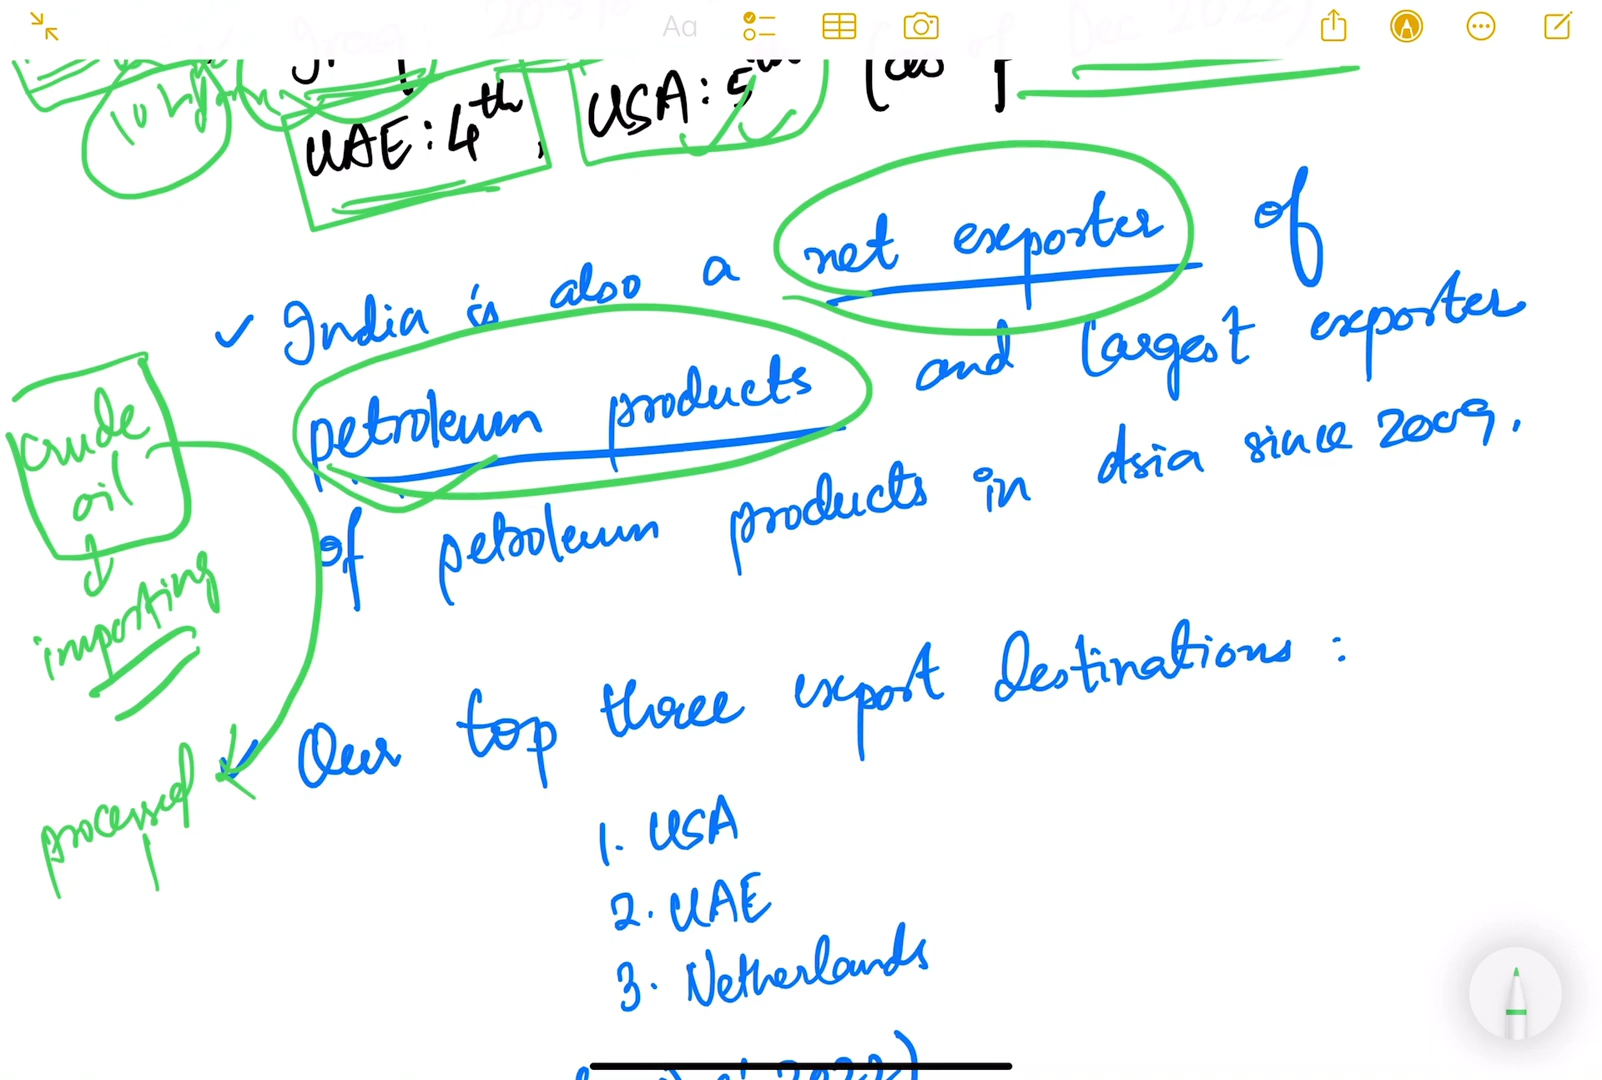 Aa
UAE: 4th,
USA: 5th
India is also a net exporter of
petroleum products and largest exporter
of petroleum products in Asia since 2009.
crude
oil
importing
processed
Our top three export destinations :
1. USA
2. UAE
3. Netherlands